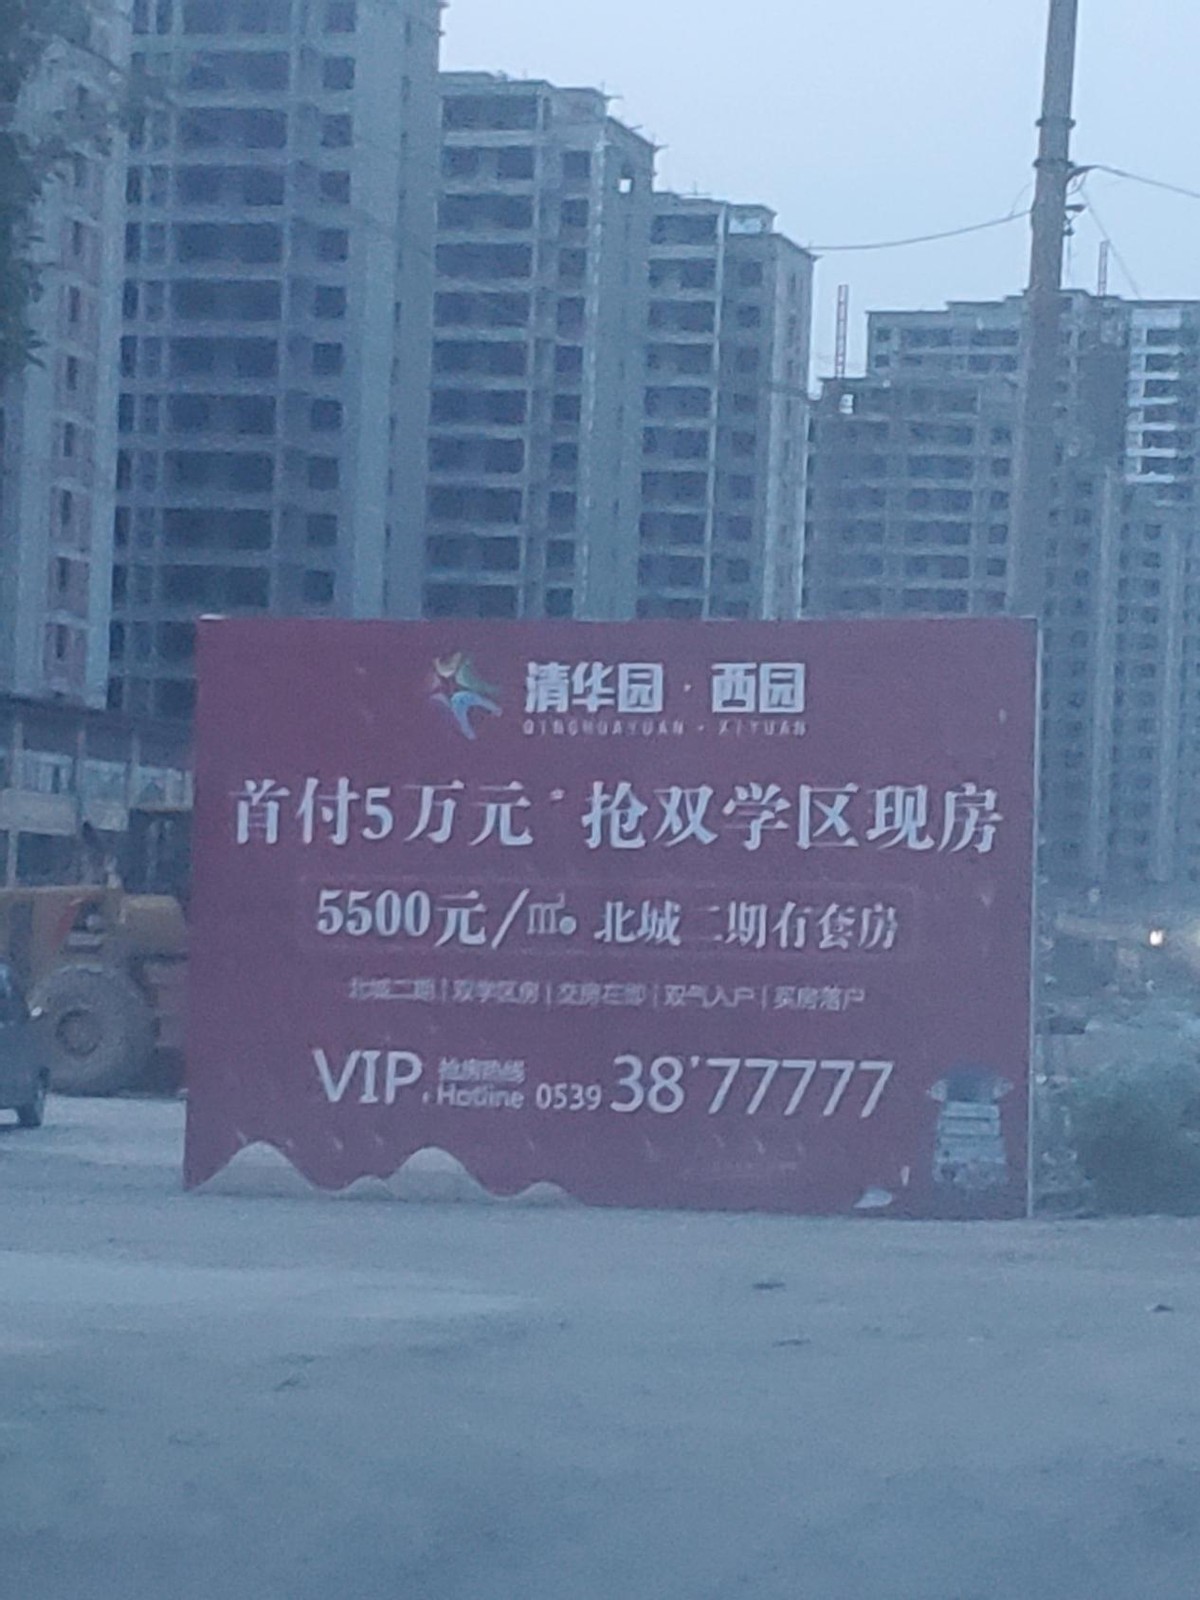 清华园·西园
QINGHUAYUAN·XIYUAN
首付5万元 抢双学区现房
5500元/㎡。北城二期有套房
北城二期|双学区房|交房在即|双气入户|买房落户
VIP 抢房热线
Hotline 0539 38'77777